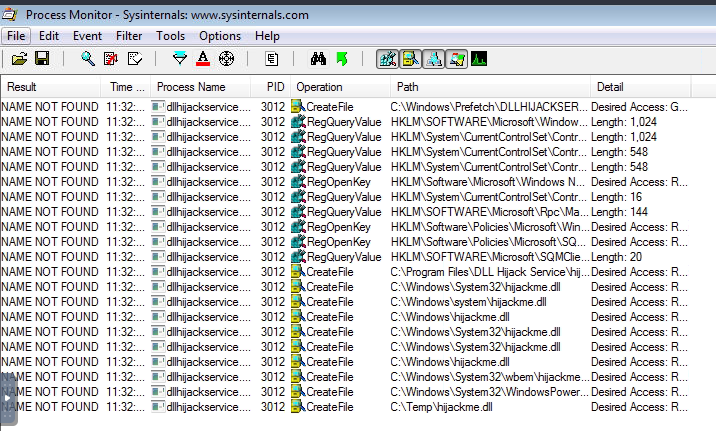 Process Monitor - Sysinternals: www.sysinternals.com
File Edit Event Filter Tools Options Help
Result Time ... Process Name PID Operation Path Detail
NAME NOT FOUND 11:32:... dllhijackservice.... 3012 CreateFile C:\Windows\Prefetch\DLLHIJACKSER... Desired Access: G...
NAME NOT FOUND 11:32:... dllhijackservice.... 3012 RegQueryValue HKLM\SOFTWARE\Microsoft\Window... Length: 1,024
NAME NOT FOUND 11:32:... dllhijackservice.... 3012 RegQueryValue HKLM\System\CurrentControlSet\Contr... Length: 1,024
NAME NOT FOUND 11:32:... dllhijackservice.... 3012 RegQueryValue HKLM\System\CurrentControlSet\Contr... Length: 548
NAME NOT FOUND 11:32:... dllhijackservice.... 3012 RegQueryValue HKLM\System\CurrentControlSet\Contr... Length: 548
NAME NOT FOUND 11:32:... dllhijackservice.... 3012 RegOpenKey HKLM\Software\Microsoft\Windows N... Desired Access: R...
NAME NOT FOUND 11:32:... dllhijackservice.... 3012 RegQueryValue HKLM\System\CurrentControlSet\Contr... Length: 16
NAME NOT FOUND 11:32:... dllhijackservice.... 3012 RegQueryValue HKLM\SOFTWARE\Microsoft\Rpc\Ma... Length: 144
NAME NOT FOUND 11:32:... dllhijackservice.... 3012 RegOpenKey HKLM\Software\Policies\Microsoft\Win... Desired Access: R...
NAME NOT FOUND 11:32:... dllhijackservice.... 3012 RegOpenKey HKLM\Software\Policies\Microsoft\SQ... Desired Access: R...
NAME NOT FOUND 11:32:... dllhijackservice.... 3012 RegQueryValue HKLM\SOFTWARE\Microsoft\SQMClie... Length: 20
NAME NOT FOUND 11:32:... dllhijackservice.... 3012 CreateFile C:\Program Files\DLL Hijack Service\hij... Desired Access: R...
NAME NOT FOUND 11:32:... dllhijackservice.... 3012 CreateFile C:\Windows\System32\hijackme.dll Desired Access: R...
NAME NOT FOUND 11:32:... dllhijackservice.... 3012 CreateFile C:\Windows\system\hijackme.dll Desired Access: R...
NAME NOT FOUND 11:32:... dllhijackservice.... 3012 CreateFile C:\Windows\hijackme.dll Desired Access: R...
NAME NOT FOUND 11:32:... dllhijackservice.... 3012 CreateFile C:\Windows\System32\hijackme.dll Desired Access: R...
NAME NOT FOUND 11:32:... dllhijackservice.... 3012 CreateFile C:\Windows\System32\hijackme.dll Desired Access: R...
NAME NOT FOUND 11:32:... dllhijackservice.... 3012 CreateFile C:\Windows\hijackme.dll Desired Access: R...
NAME NOT FOUND 11:32:... dllhijackservice.... 3012 CreateFile C:\Windows\System32\wbem\hijackme... Desired Access: R...
NAME NOT FOUND 11:32:... dllhijackservice.... 3012 CreateFile C:\Windows\System32\WindowsPower... Desired Access: R...
NAME NOT FOUND 11:32:... dllhijackservice.... 3012 CreateFile C:\Temp\hijackme.dll Desired Access: R...